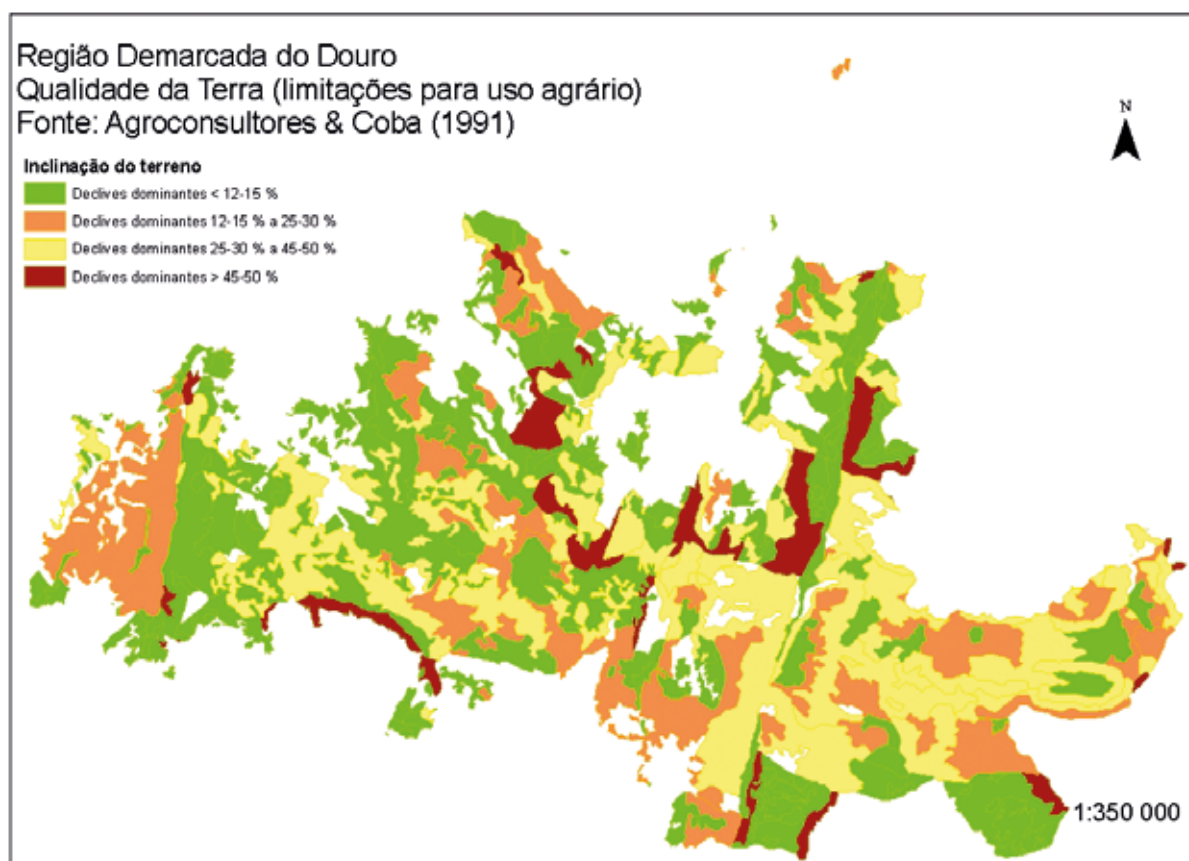 Região Demarcada do Douro
Qualidade da Terra (limitações para uso agrário)
Fonte: Agroconsultores & Coba (1991)
N
Inclinação do terreno
Declives dominantes < 12-15 %
Declives dominantes 12-15 % a 25-30 %
Declives dominantes 25-30 % a 45-50 %
Declives dominantes > 45-50 %
1:350 000